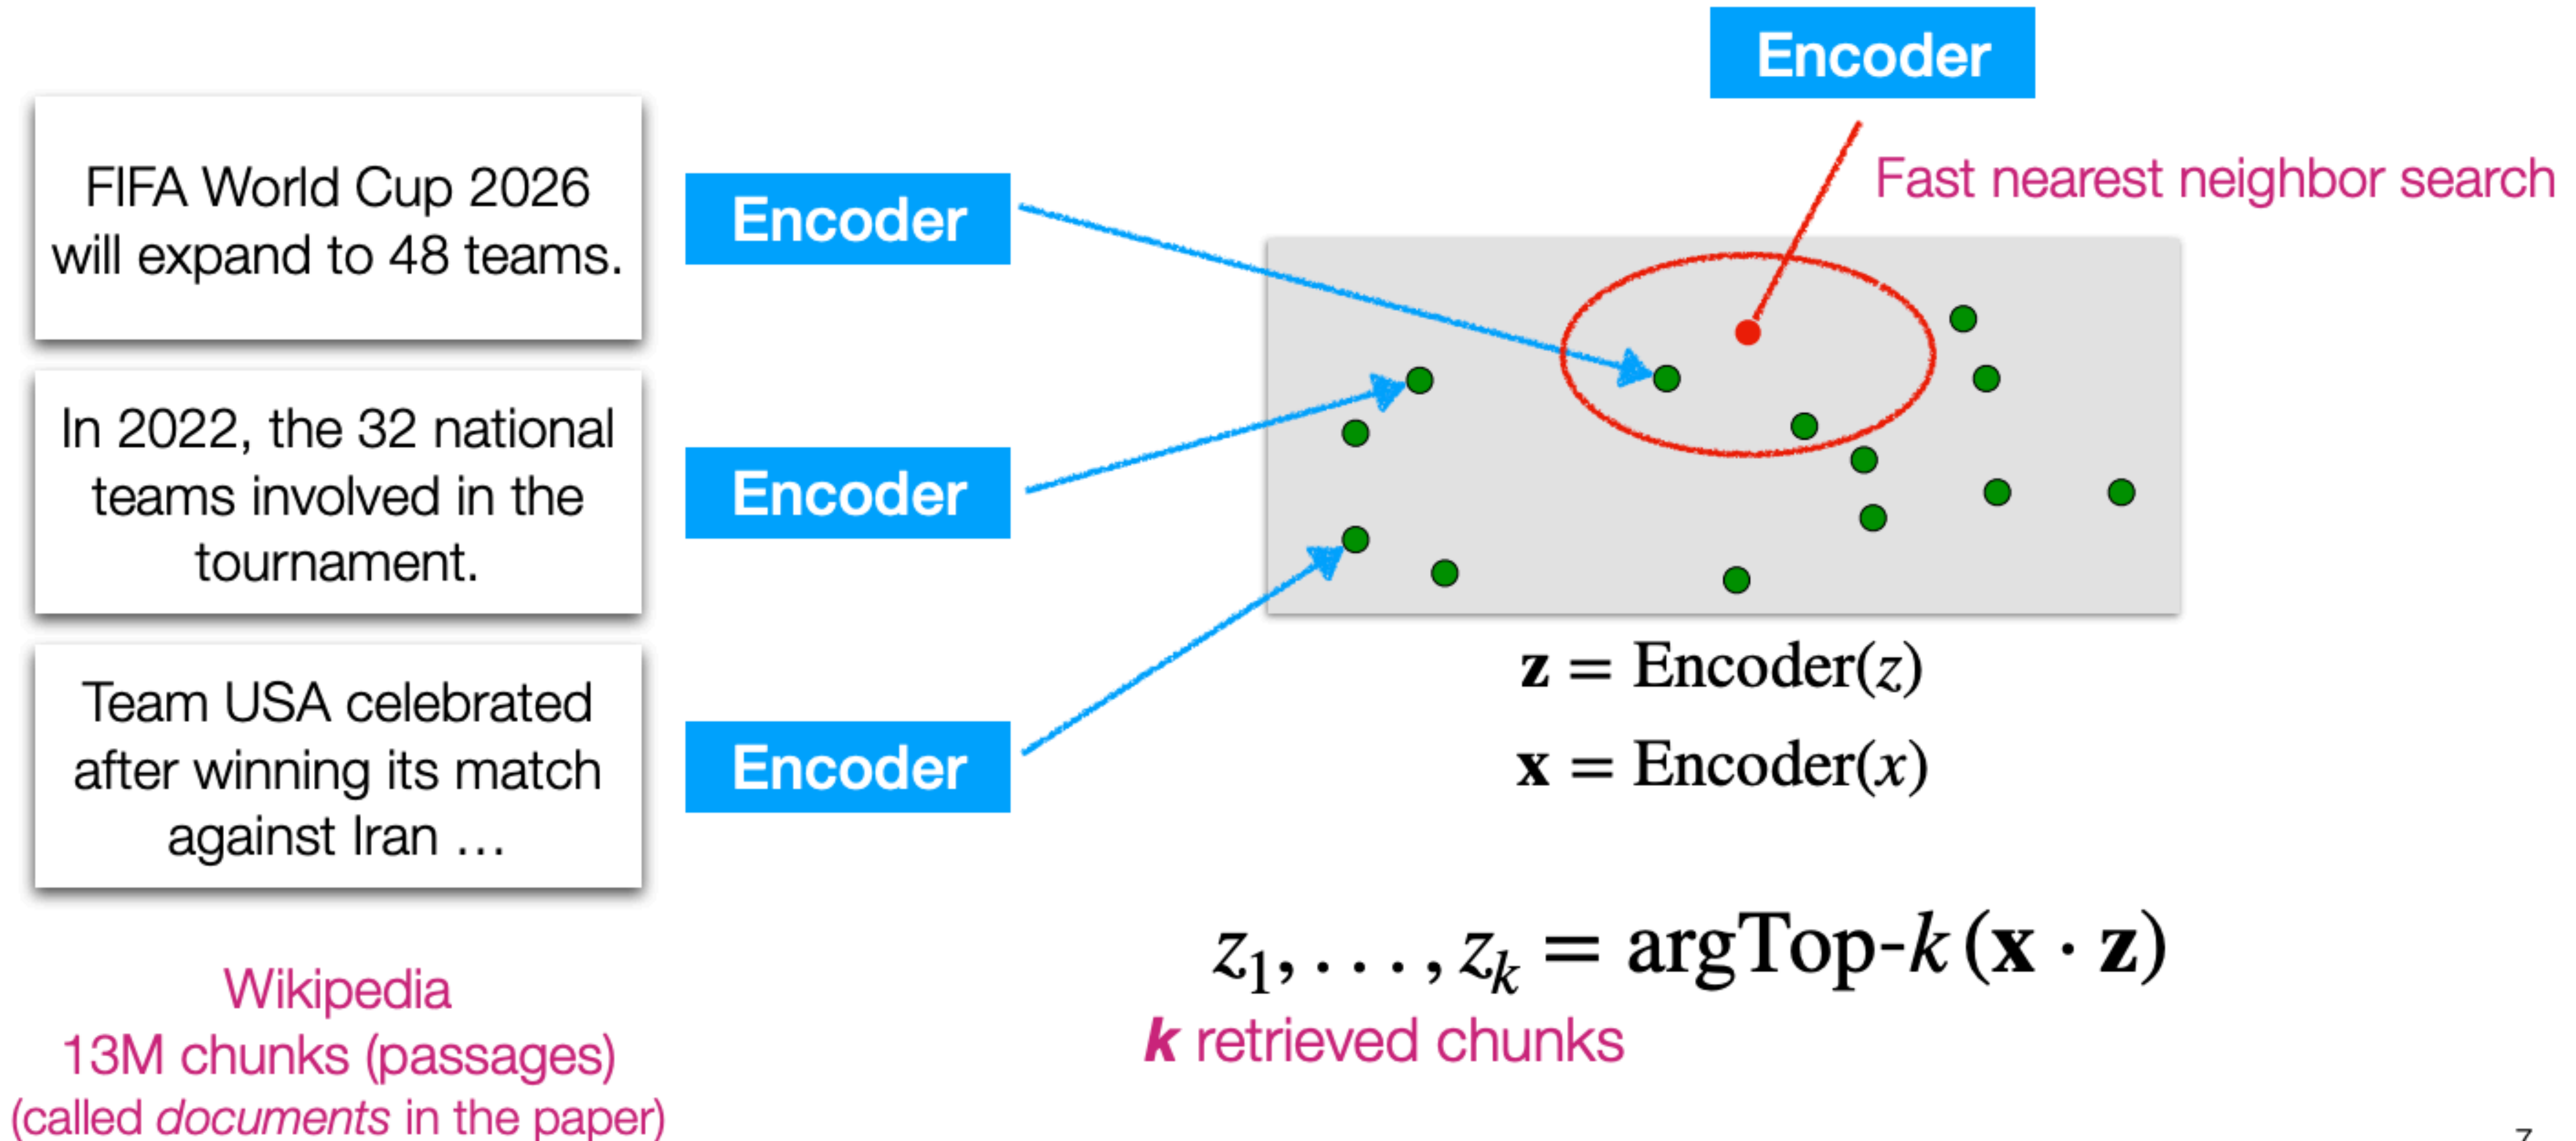 Encoder
Fast nearest neighbor search
FIFA World Cup 2026
will expand to 48 teams.
Encoder
In 2022, the 32 national
teams involved in the
tournament.
Encoder
Team USA celebrated
after winning its match
against Iran …
Encoder
Wikipedia
13M chunks (passages)
(called documents in the paper)
z = Encoder(z)
x = Encoder(x)
z₁, . . . , zₖ = argTop-k (x · z)
k retrieved chunks
7